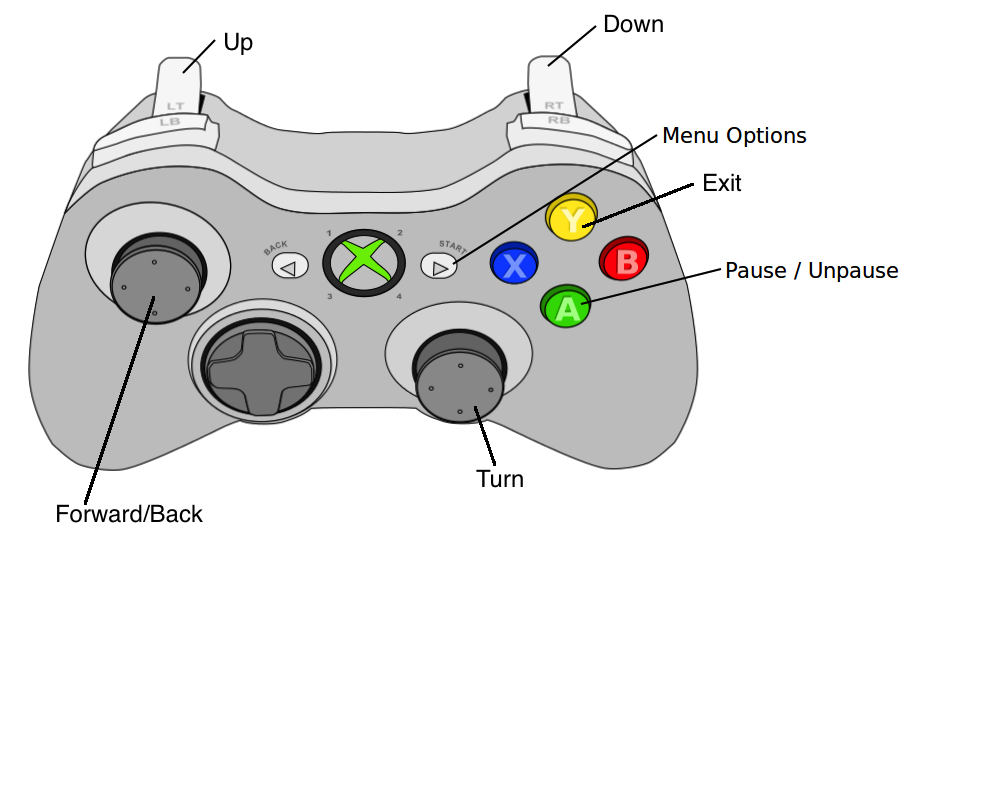 Down
Up
LT
RT
LB
RB
Menu Options
Exit
Y
1
2
BACK
START
X
B
Pause / Unpause
3
4
A
Turn
Forward/Back